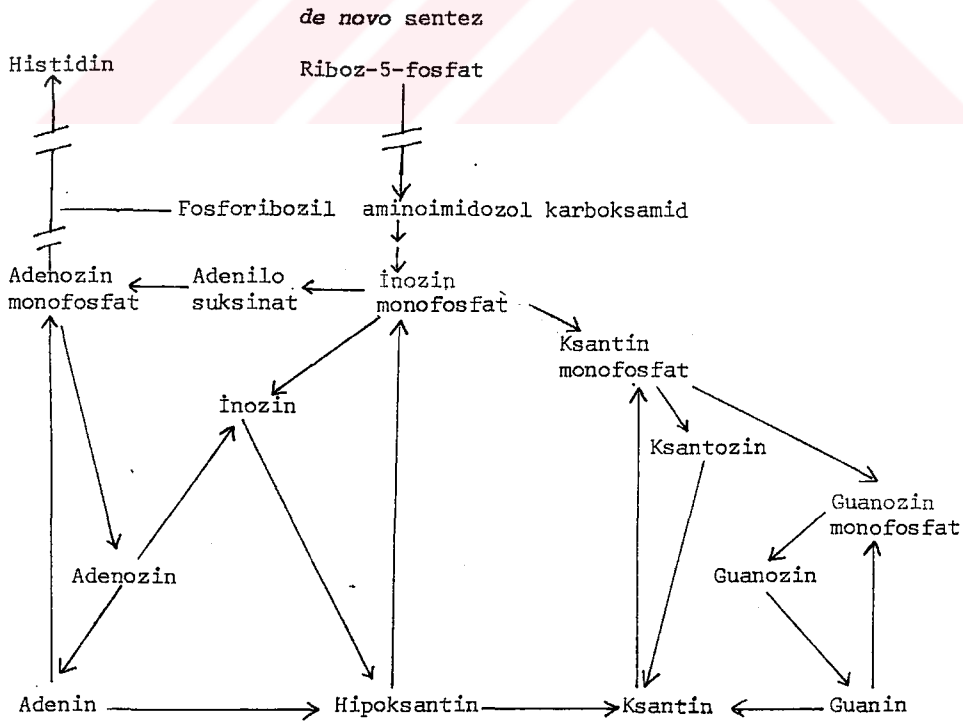 de novo sentez
Histidin
Riboz-5-fosfat
Fosforibozil aminoimidozol karboksamid
Adenozin
monofosfat
Adenilo
suksinat
İnozin
monofosfat
Ksantin
monofosfat
İnozin
Ksantozin
Guanozin
monofosfat
Adenozin
Guanozin
Adenin
Hipoksantin
Ksantin
Guanin